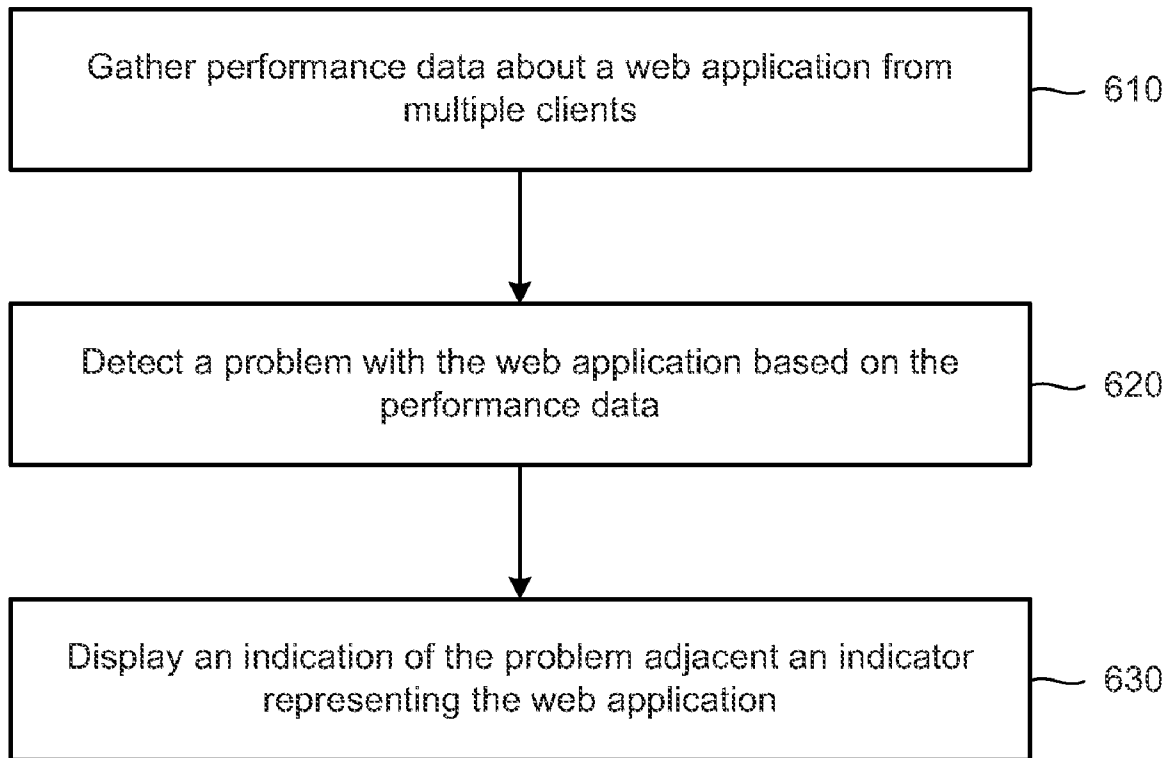 Gather performance data about a web application from
multiple clients
610
Detect a problem with the web application based on the
performance data
620
Display an indication of the problem adjacent an indicator
representing the web application
630